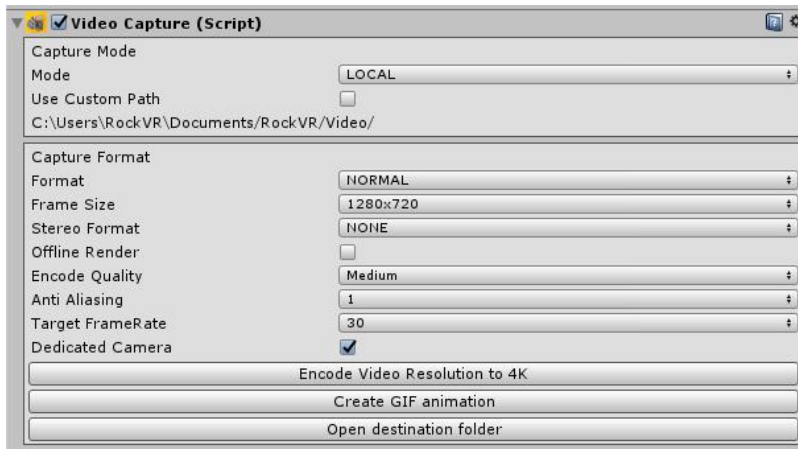 Video Capture (Script)
Capture Mode
Mode LOCAL
Use Custom Path
C:\Users\RockVR\Documents/RockVR/Video/
Capture Format
Format NORMAL
Frame Size 1280x720
Stereo Format NONE
Offline Render
Encode Quality Medium
Anti Aliasing 1
Target FrameRate 30
Dedicated Camera
Encode Video Resolution to 4K
Create GIF animation
Open destination folder